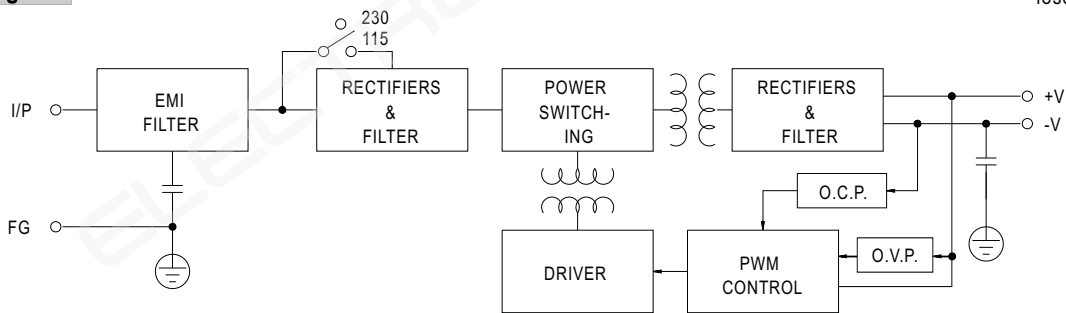 230
115
EMI
FILTER
RECTIFIERS
&
FILTER
POWER
SWITCH-
ING
RECTIFIERS
&
FILTER
I/P
+V
-V
O.C.P.
FG
DRIVER
PWM
CONTROL
O.V.P.